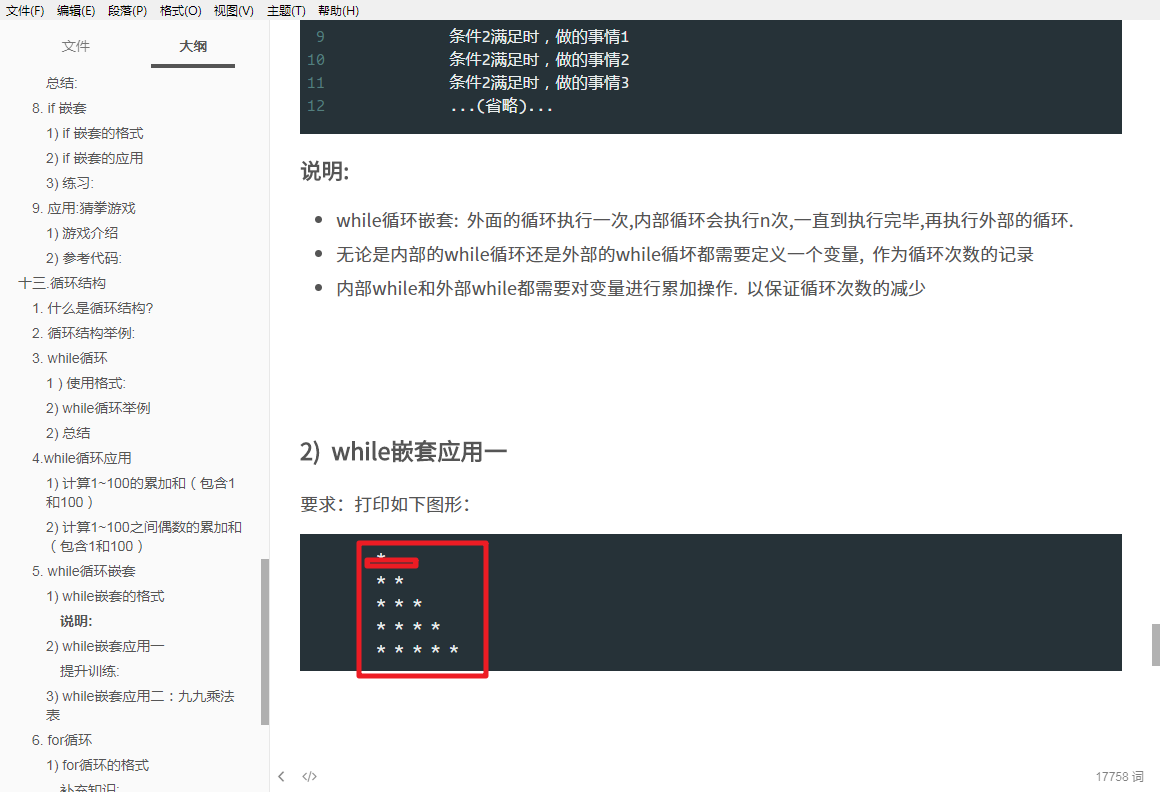 文件(F) 编辑(E) 段落(P) 格式(O) 视图(V) 主题(T) 帮助(H)
文件 大纲
总结:
8. if 嵌套
1) if 嵌套的格式
2) if 嵌套的应用
3) 练习:
9. 应用:猜拳游戏
1) 游戏介绍
2) 参考代码:
十三.循环结构
1. 什么是循环结构?
2. 循环结构举例:
3. while循环
1 ) 使用格式:
2) while循环举例
2) 总结
4.while循环应用
1) 计算1~100的累加和（包含1
和100）
2) 计算1~100之间偶数的累加和
（包含1和100）
5. while循环嵌套
1) while嵌套的格式
说明:
2) while嵌套应用一
提升训练:
3) while嵌套应用二：九九乘法
表
6. for循环
1) for循环的格式
补充知识:
9 条件2满足时，做的事情1
10 条件2满足时，做的事情2
11 条件2满足时，做的事情3
12 ...(省略)...
说明:
while循环嵌套: 外面的循环执行一次,内部循环会执行n次,一直到执行完毕,再执行外部的循环.
无论是内部的while循环还是外部的while循坏都需要定义一个变量, 作为循环次数的记录
内部while和外部while都需要对变量进行累加操作. 以保证循环次数的减少
2) while嵌套应用一
要求：打印如下图形：
*
* *
* * *
* * * *
* * * * *
</> 17758 词